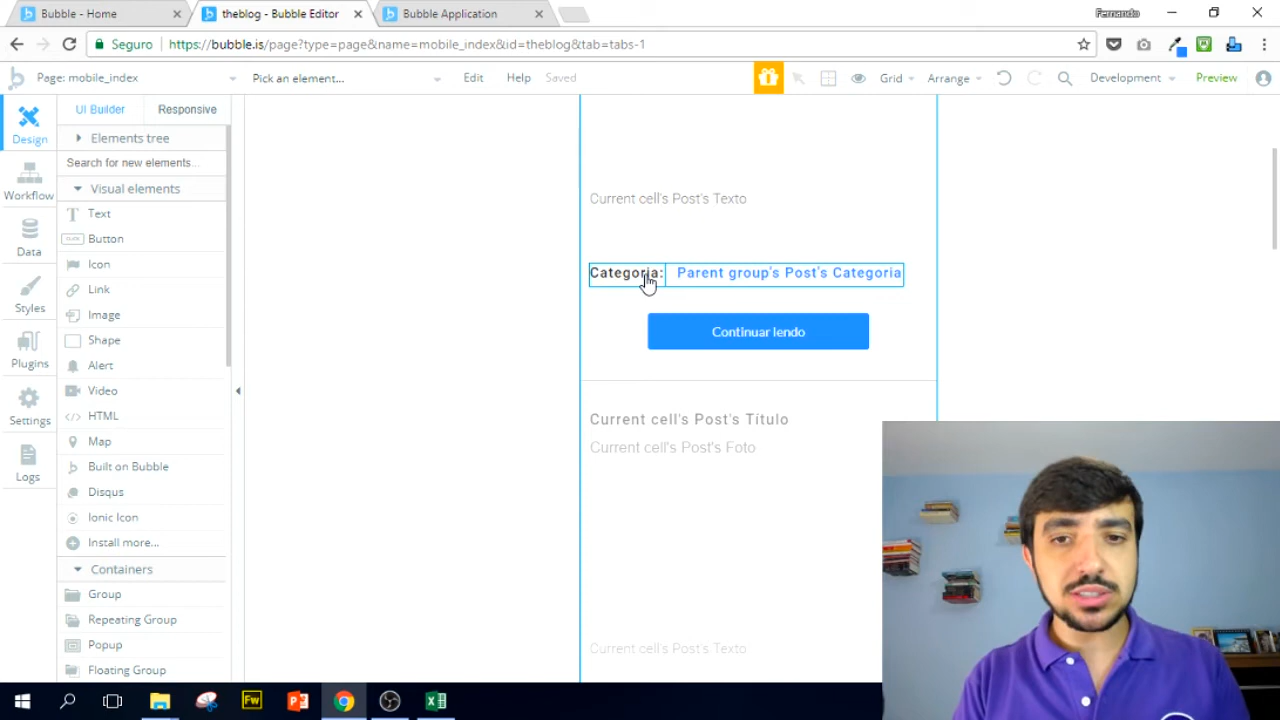 Bubble - Home
theblog - Bubble Editor
Bubble Application
Fernando
Seguro
https://bubble.is/page?type=page&name=mobile_index&id=theblog&tab=tabs-1
Page: mobile_index
Pick an element...
Edit
Help
Saved
Grid
Arrange
Development
Preview
Design
Workflow
Data
Styles
Plugins
Settings
Logs
UI Builder
Responsive
Elements tree
Search for new elements...
Visual elements
Text
Button
Icon
Link
Image
Shape
Alert
Video
HTML
Map
Built on Bubble
Disqus
Ionic Icon
Install more...
Containers
Group
Repeating Group
Popup
Floating Group
Current cell's Post's Texto
Categoria: Parent group's Post's Categoria
Continuar lendo
Current cell's Post's Título
Current cell's Post's Foto
Current cell's Post's Texto
Fw